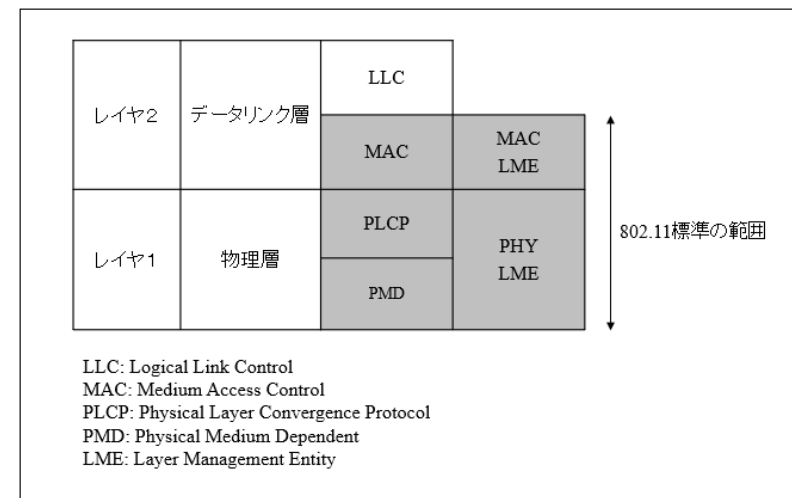 レイヤ2
データリンク層
LLC
MAC
MAC
LME
レイヤ1
物理層
PLCP
PMD
PHY
LME
802.11標準の範囲
LLC: Logical Link Control
MAC: Medium Access Control
PLCP: Physical Layer Convergence Protocol
PMD: Physical Medium Dependent
LME: Layer Management Entity